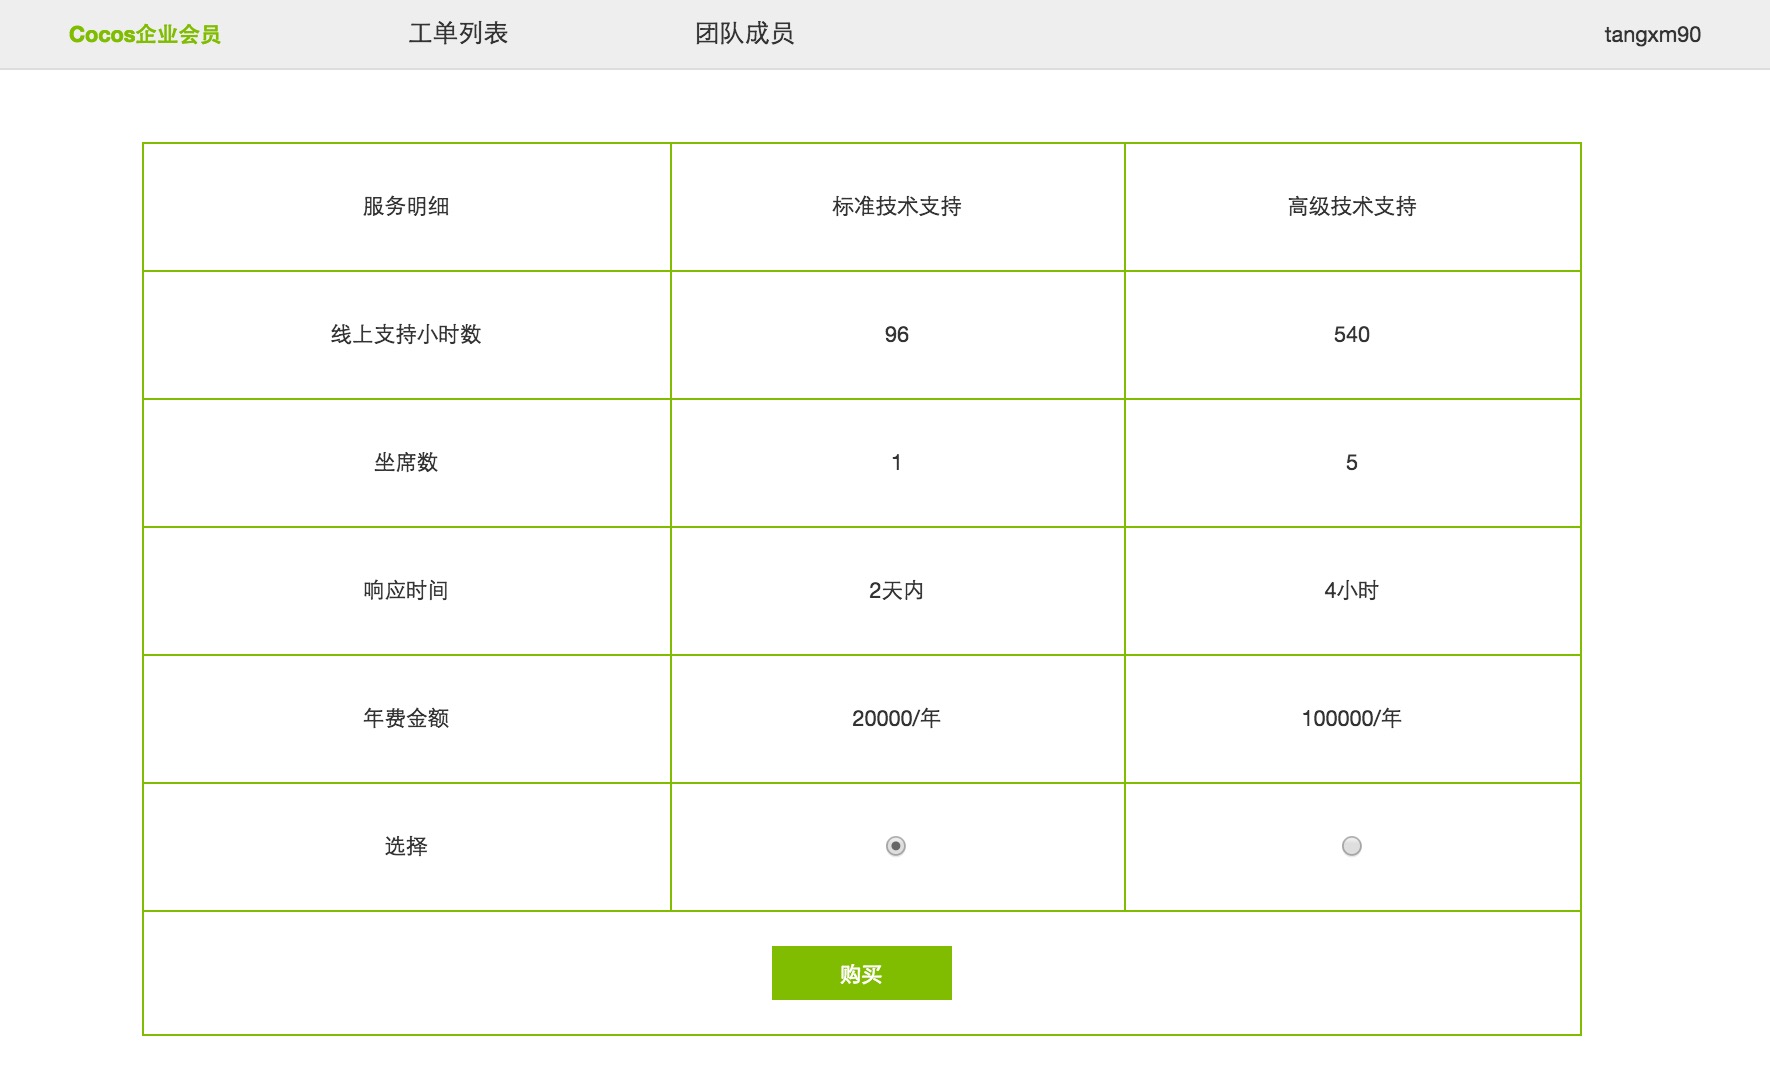 Cocos企业会员 工单列表 团队成员 tangxm90
服务明细 标准技术支持 高级技术支持
线上支持小时数 96 540
坐席数 1 5
响应时间 2天内 4小时
年费金额 20000/年 100000/年
选择
购买